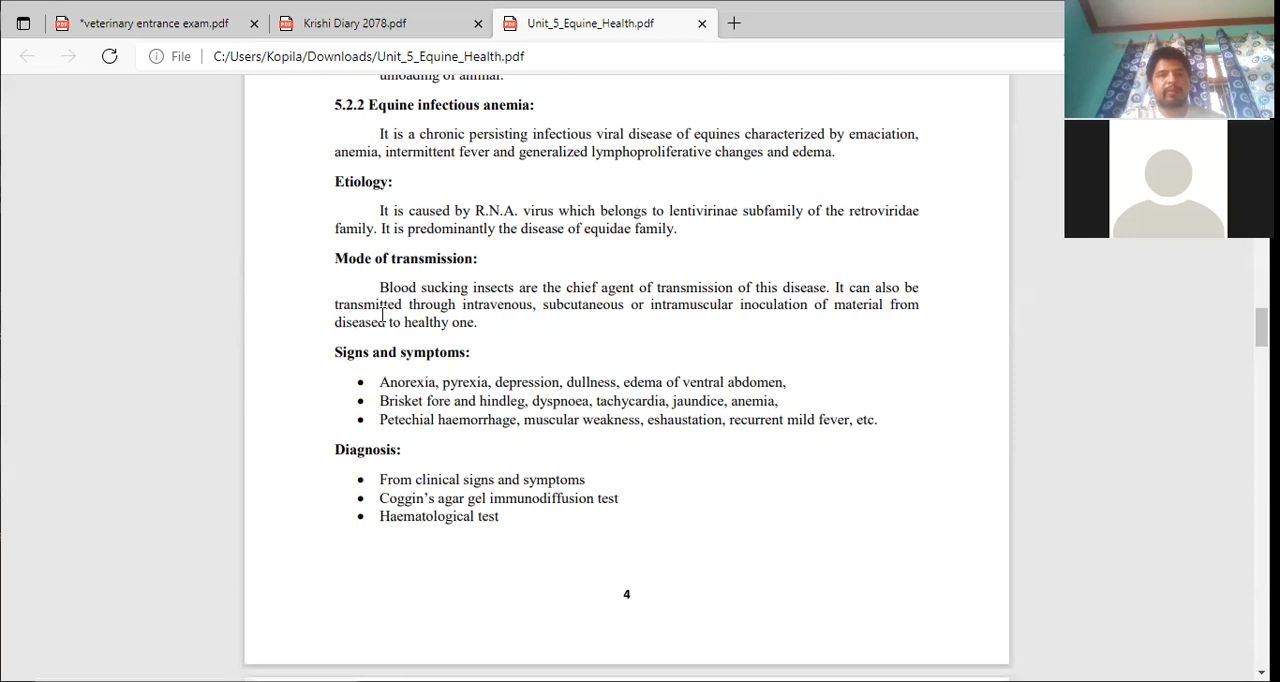 *veterinary entrance exam.pdf
Krishi Diary 2078.pdf
Unit_5_Equine_Health.pdf
File
C:/Users/Kopila/Downloads/Unit_5_Equine_Health.pdf
unloading of animal.
5.2.2 Equine infectious anemia:
It is a chronic persisting infectious viral disease of equines characterized by emaciation,
anemia, intermittent fever and generalized lymphoproliferative changes and edema.
Etiology:
It is caused by R.N.A. virus which belongs to lentivirinae subfamily of the retroviridae
family. It is predominantly the disease of equidae family.
Mode of transmission:
Blood sucking insects are the chief agent of transmission of this disease. It can also be
transmitted through intravenous, subcutaneous or intramuscular inoculation of material from
diseased to healthy one.
Signs and symptoms:
• Anorexia, pyrexia, depression, dullness, edema of ventral abdomen,
• Brisket fore and hindleg, dyspnoea, tachycardia, jaundice, anemia,
• Petechial haemorrhage, muscular weakness, eshaustation, recurrent mild fever, etc.
Diagnosis:
• From clinical signs and symptoms
• Coggin’s agar gel immunodiffusion test
• Haematological test
4